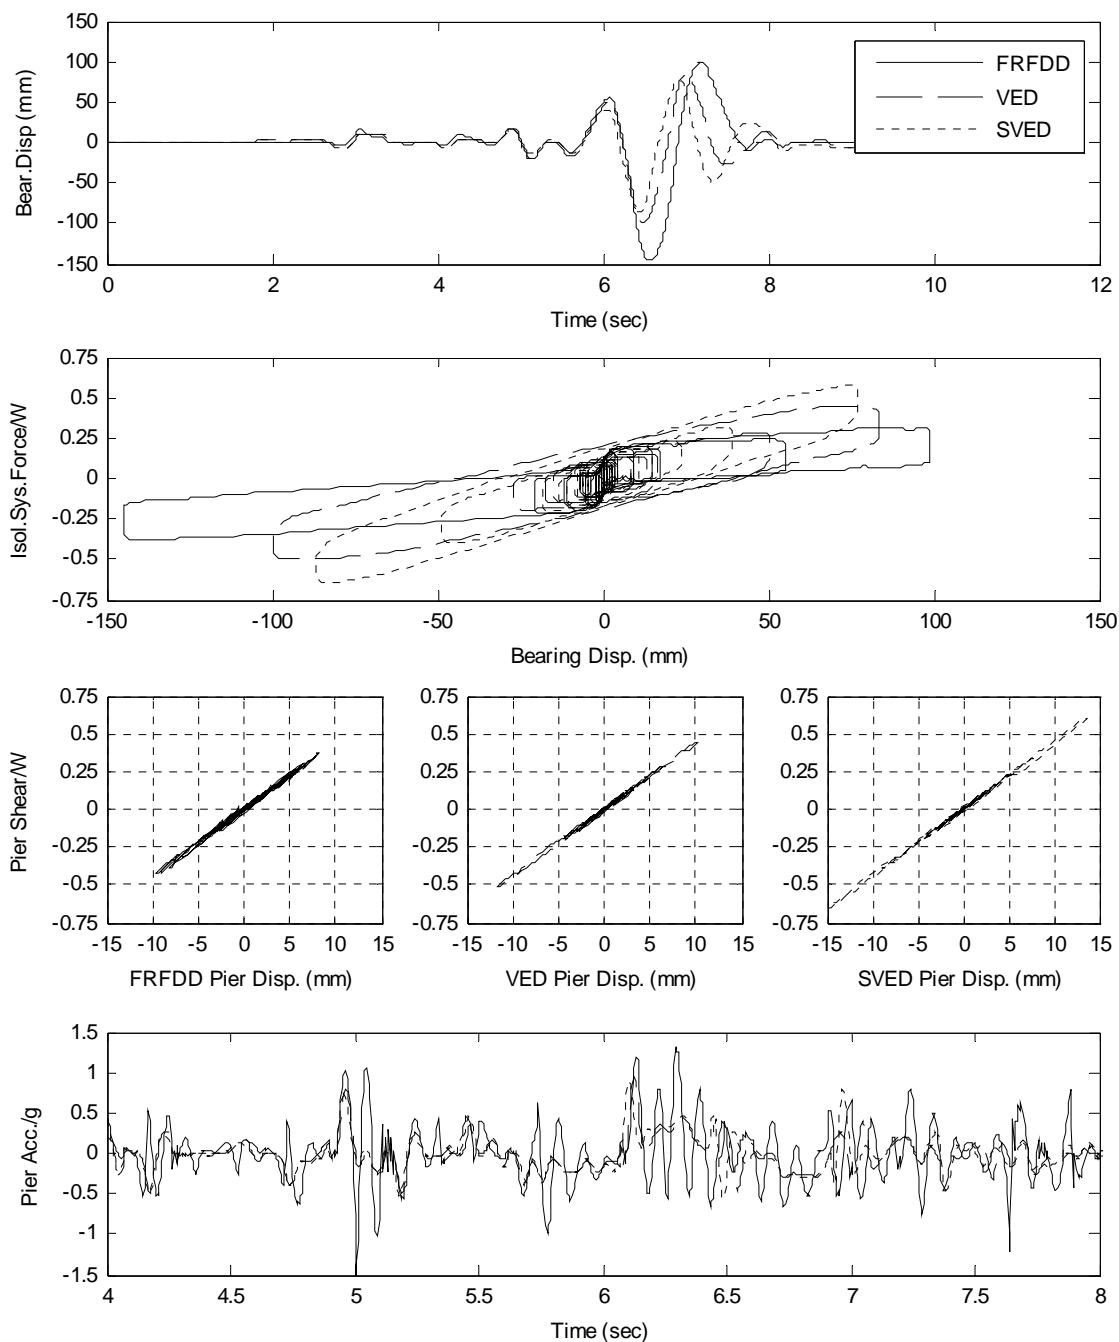 150
100
50
0
-50
-100
-150
Bear.Disp (mm)
FRFDD
VED
SVED
0 2 4 6 8 10 12
Time (sec)
0.75
0.5
0.25
0
-0.25
-0.5
-0.75
Isol.Sys.Force/W
-150 -100 -50 0 50 100 150
Bearing Disp. (mm)
0.75
0.5
0.25
0
-0.25
-0.5
-0.75
Pier Shear/W
-15 -10 -5 0 5 10 15
FRFDD Pier Disp. (mm)
0.75
0.5
0.25
0
-0.25
-0.5
-0.75
-15 -10 -5 0 5 10 15
VED Pier Disp. (mm)
0.75
0.5
0.25
0
-0.25
-0.5
-0.75
-15 -10 -5 0 5 10 15
SVED Pier Disp. (mm)
1.5
1
0.5
0
-0.5
-1
-1.5
Pier Acc./g
4 4.5 5 5.5 6 6.5 7 7.5 8
Time (sec)